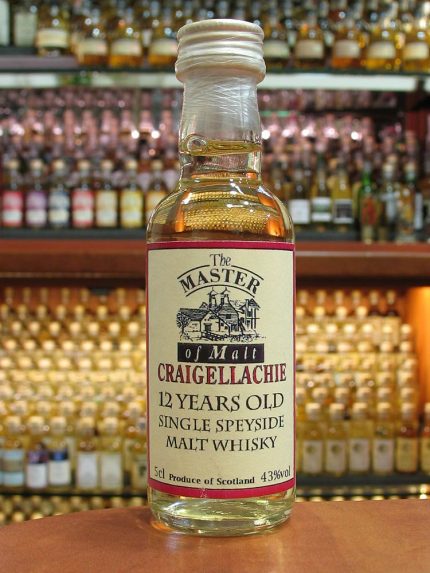 The
MASTER
of Malt
CRAIGELLACHIE
12 YEARS OLD
SINGLE SPEYSIDE
MALT WHISKY
5cl Produce of Scotland 43%vol